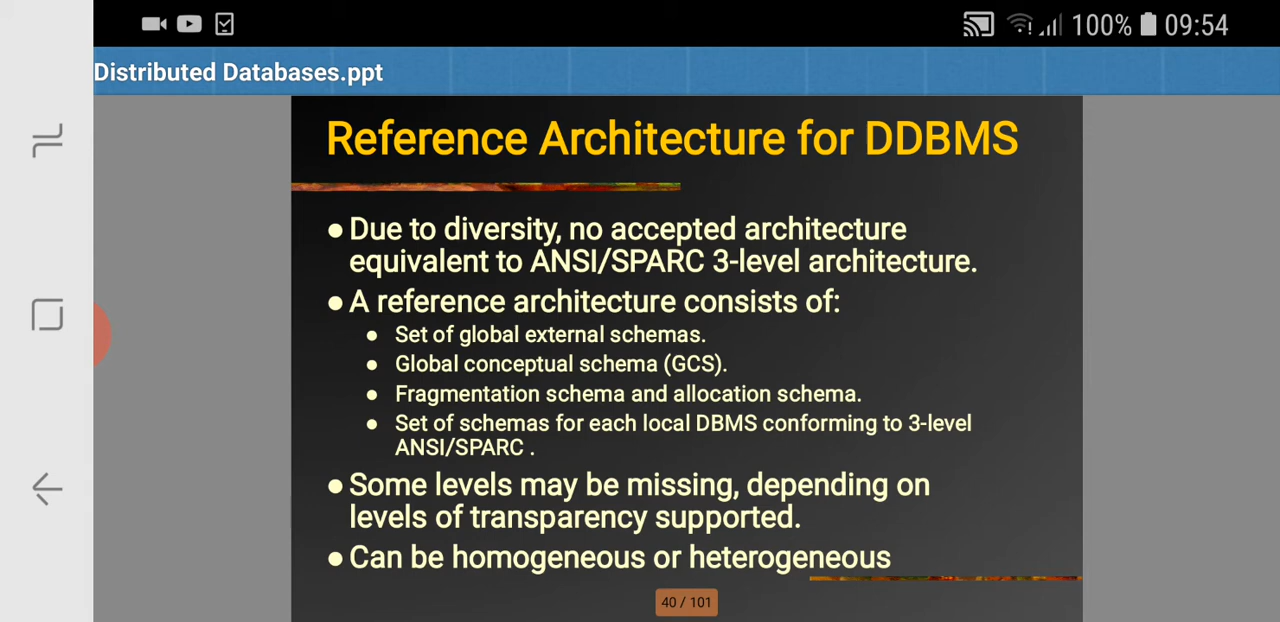 100% 09:54
Distributed Databases.ppt
Reference Architecture for DDBMS
● Due to diversity, no accepted architecture
equivalent to ANSI/SPARC 3-level architecture.
● A reference architecture consists of:
● Set of global external schemas.
● Global conceptual schema (GCS).
● Fragmentation schema and allocation schema.
● Set of schemas for each local DBMS conforming to 3-level
ANSI/SPARC .
● Some levels may be missing, depending on
levels of transparency supported.
● Can be homogeneous or heterogeneous
40 / 101